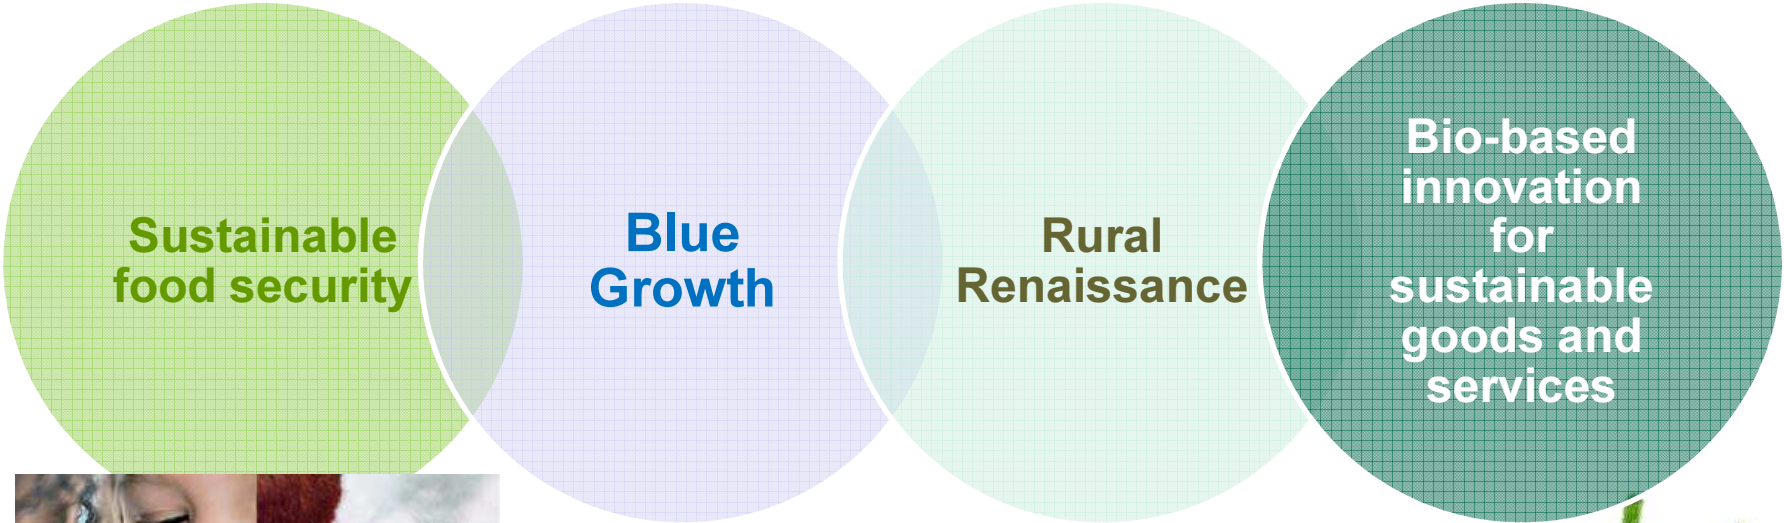 Sustainable
food security
Blue
Growth
Rural
Renaissance
Bio-based
innovation
for
sustainable
goods and
services